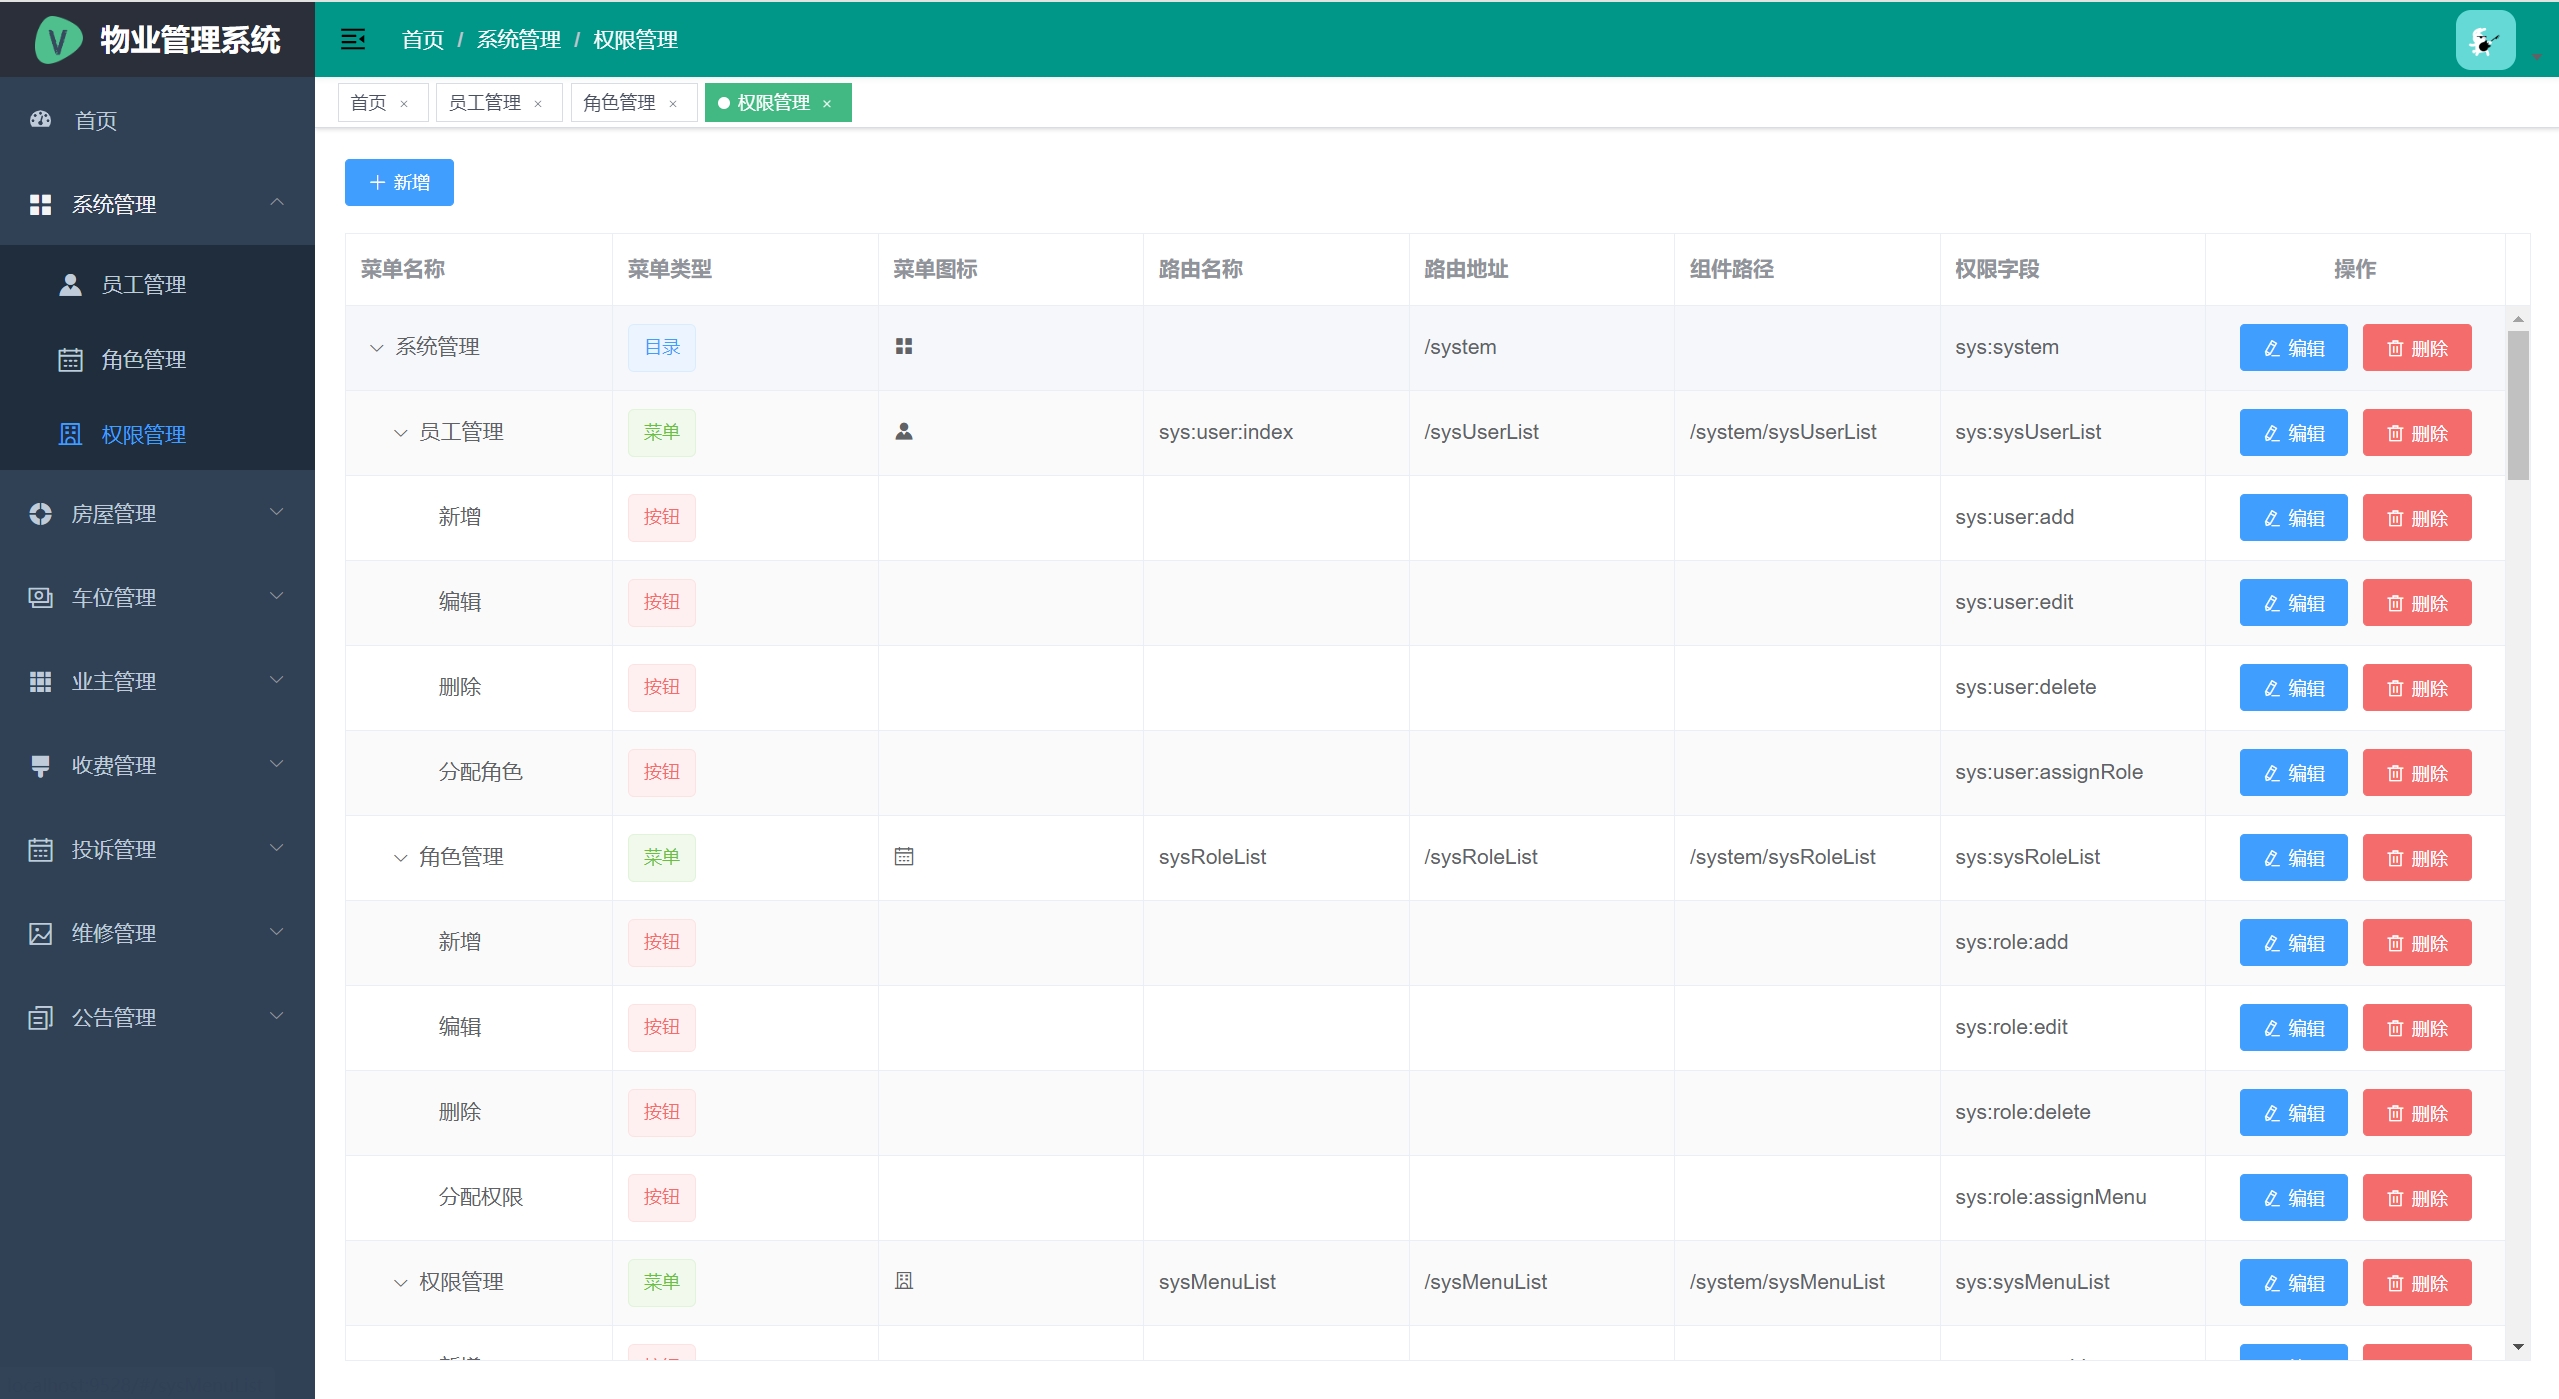 物业管理系统
首页 / 系统管理 / 权限管理
首页 × 员工管理 × 角色管理 × 权限管理 ×
首页
系统管理
员工管理
角色管理
权限管理
房屋管理
车位管理
业主管理
收费管理
投诉管理
维修管理
公告管理
新增
菜单名称 菜单类型 菜单图标 路由名称 路由地址 组件路径 权限字段 操作
系统管理 目录 /system sys:system 编辑 删除
员工管理 菜单 sys:user:index /sysUserList /system/sysUserList sys:sysUserList 编辑 删除
新增 按钮 sys:user:add 编辑 删除
编辑 按钮 sys:user:edit 编辑 删除
删除 按钮 sys:user:delete 编辑 删除
分配角色 按钮 sys:user:assignRole 编辑 删除
角色管理 菜单 sysRoleList /sysRoleList /system/sysRoleList sys:sysRoleList 编辑 删除
新增 按钮 sys:role:add 编辑 删除
编辑 按钮 sys:role:edit 编辑 删除
删除 按钮 sys:role:delete 编辑 删除
分配权限 按钮 sys:role:assignMenu 编辑 删除
权限管理 菜单 sysMenuList /sysMenuList /system/sysMenuList sys:sysMenuList 编辑 删除